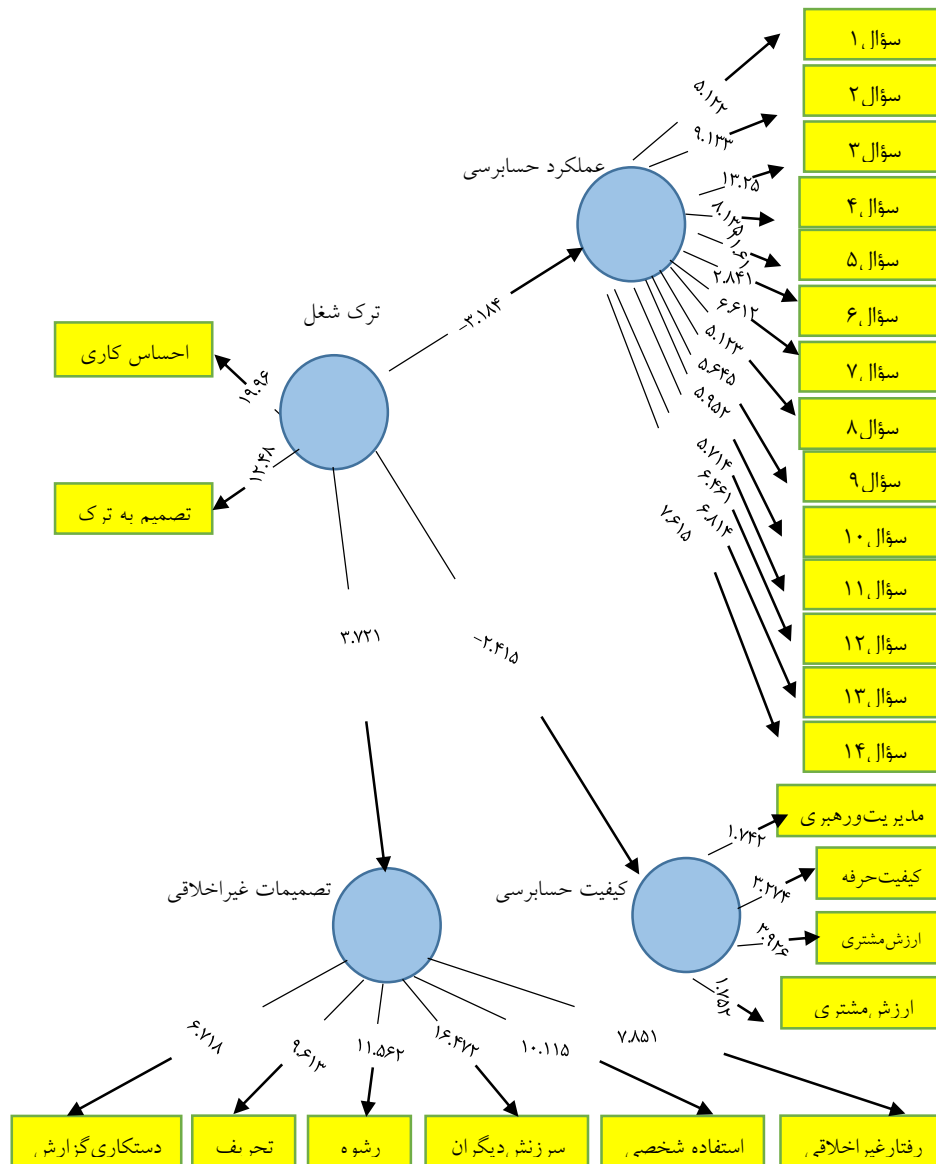 سؤال۱
سؤال۲
سؤال۳
سؤال۴
سؤال۵
سؤال۶
سؤال۷
سؤال۸
سؤال۹
سؤال۱۰
سؤال۱۱
سؤال۱۲
سؤال۱۳
سؤال۱۴
۵.۱۲۲
۹.۱۳۳
۱۳.۲۵
۸.۱۳۵
۲.۸۴۱
۶.۶۱۲
۵.۱۲۳
۵.۶۴۵
۵.۹۵۲
۵.۷۱۴
۶.۴۶۱
۶.۸۱۴
۷.۶۱۵
عملکرد حسابرسی
-۳.۱۸۴
ترک شغل
احساس کاری
۱۹.۹۶
۱۲.۴۸
تصمیم به ترک
۳.۷۲۱
-۲.۴۱۵
مدیریت‌ورهبری
۱.۷۴۲
کیفیت‌حرفه
۳.۲۷۴
ارزش‌مشتری
۳.۹۲۶
ارزش‌مشتری
۱.۷۵۲
کیفیت حسابرسی
تصمیمات غیراخلاقی
۷.۸۵۱
۱۰.۱۱۵
۱۶.۴۷۲
۱۱.۵۶۲
۹.۶۱۳
۶.۷۱۸
رفتارغیراخلاقی
استفاده شخصی
سرزنش‌دیگران
رشوه
تحریف
دستکاری‌گزارش